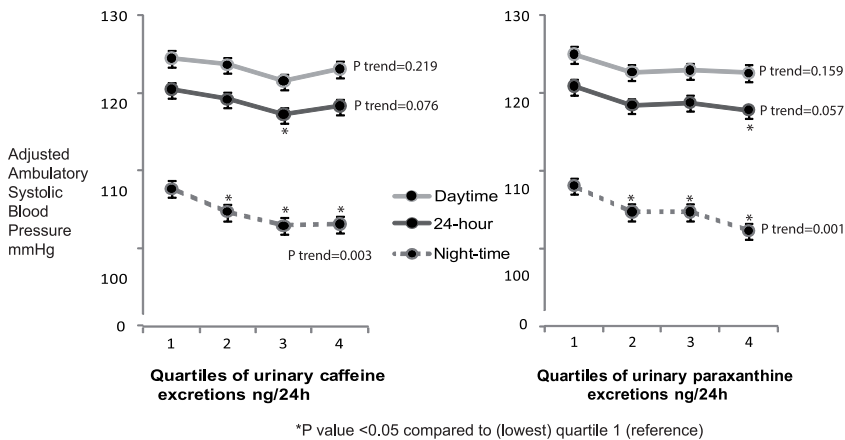 130
120
110
100
0
Adjusted
Ambulatory
Systolic
Blood
Pressure
mmHg
P trend=0.219
P trend=0.076
*
*
*
*
P trend=0.003
1 2 3 4
Quartiles of urinary caffeine
excretions ng/24h
Daytime
24-hour
Night-time
130
120
110
100
0
P trend=0.159
P trend=0.057
*
*
*
*
P trend=0.001
1 2 3 4
Quartiles of urinary paraxanthine
excretions ng/24h
*P value <0.05 compared to (lowest) quartile 1 (reference)